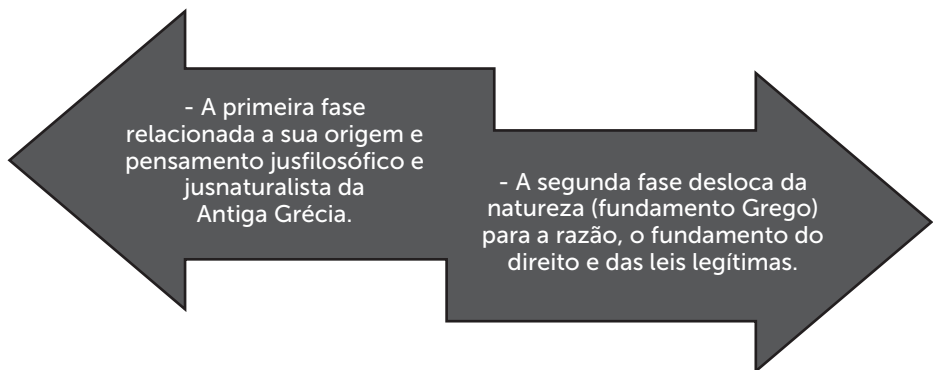 - A primeira fase
relacionada a sua origem e
pensamento jusfilosófico e
jusnaturalista da
Antiga Grécia.
- A segunda fase desloca da
natureza (fundamento Grego)
para a razão, o fundamento do
direito e das leis legítimas.